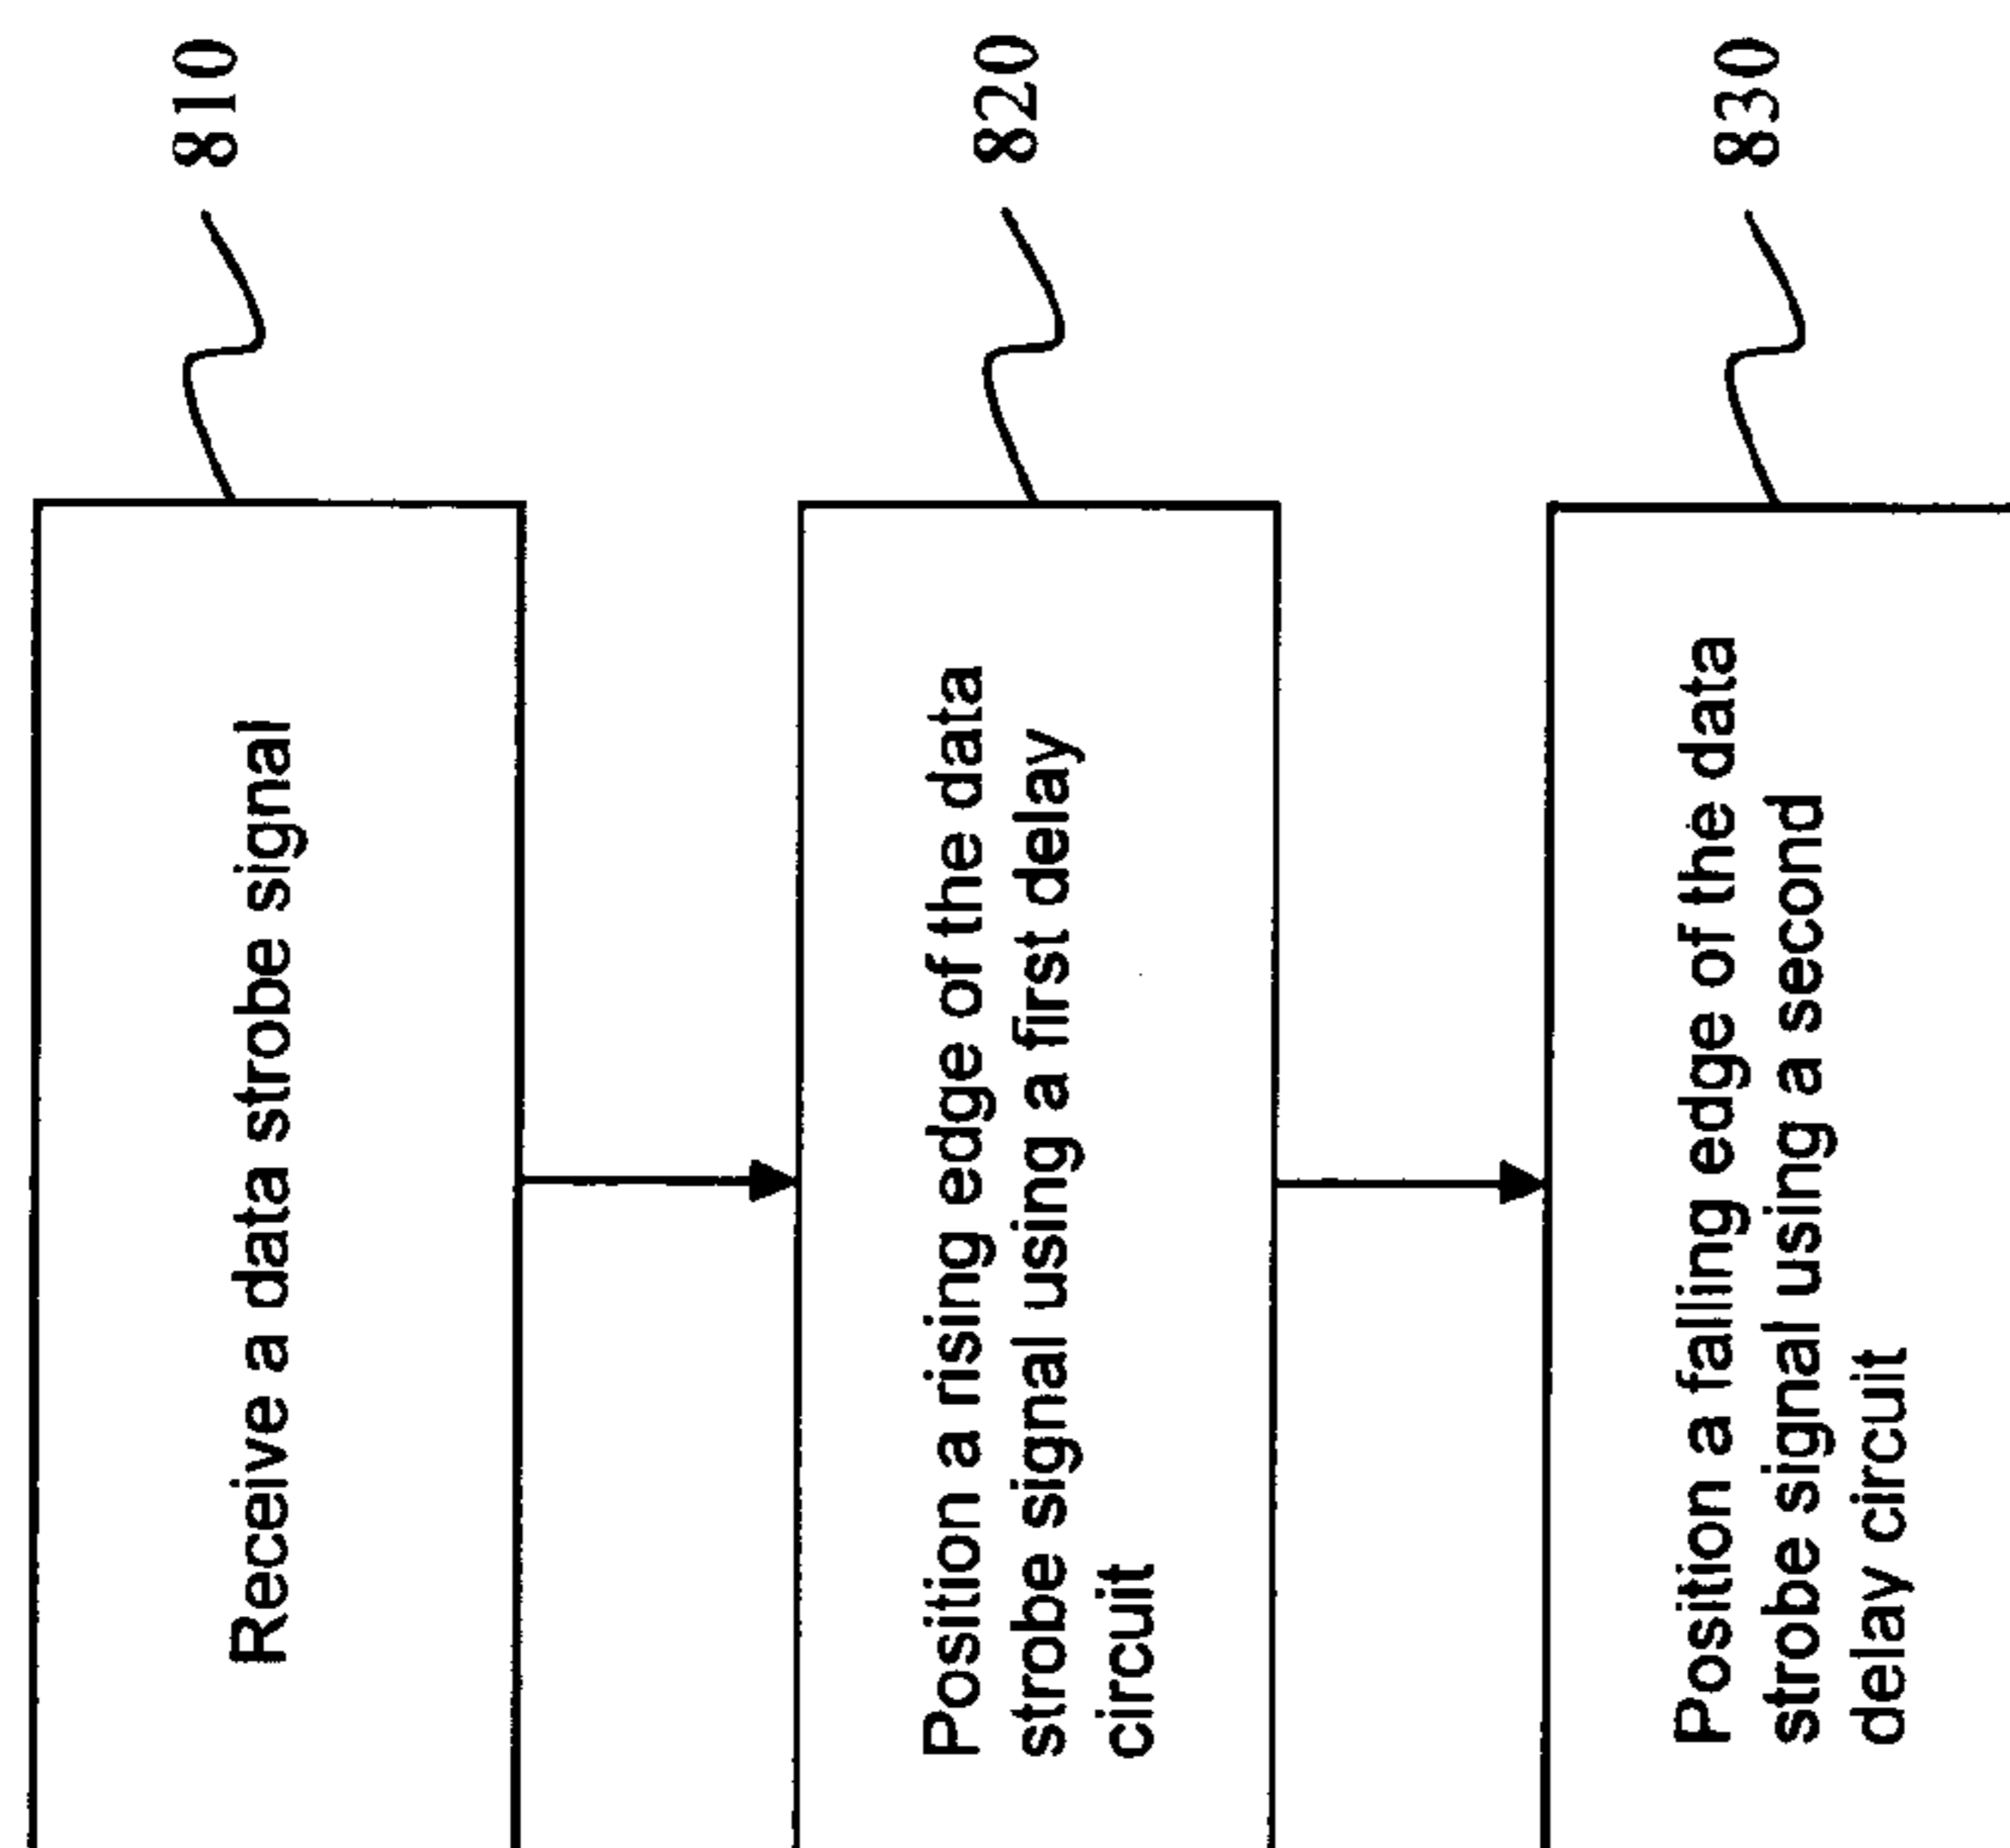 Receive a data strobe signal
810
Position a rising edge of the data
strobe signal using a first delay
circuit
820
Position a falling edge of the data
strobe signal using a second
delay circuit
830